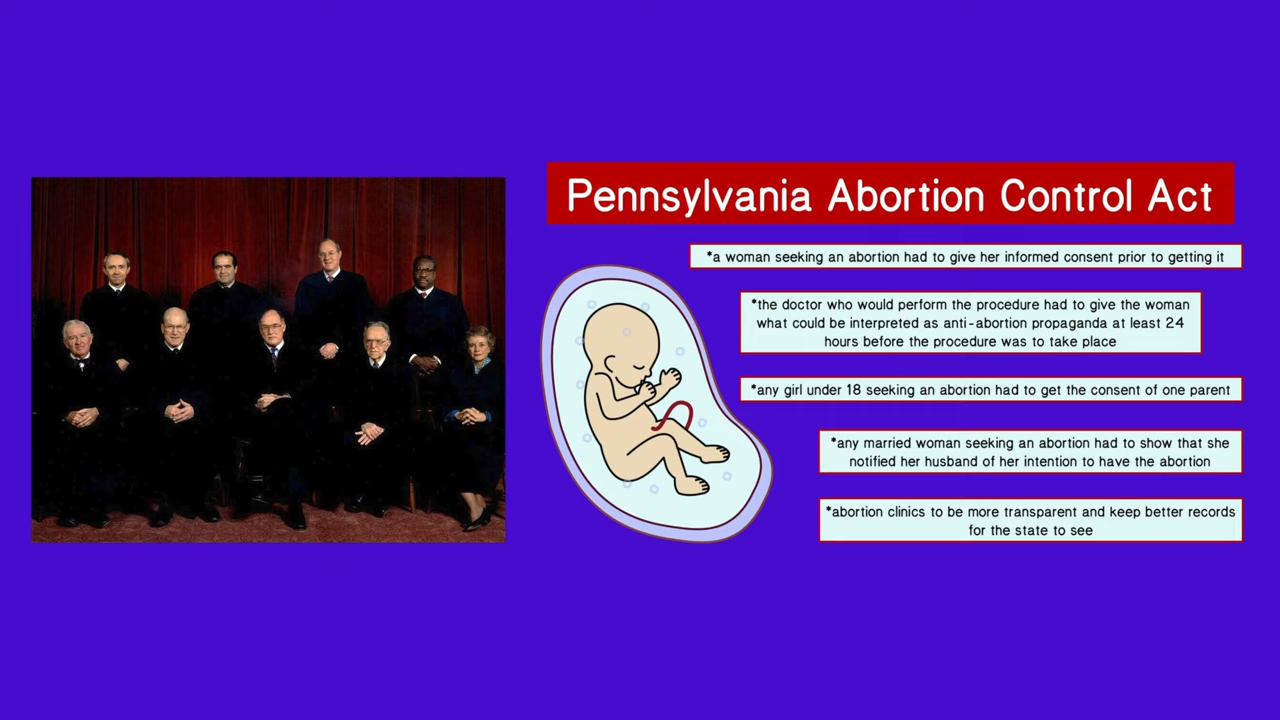 Pennsylvania Abortion Control Act
*a woman seeking an abortion had to give her informed consent prior to getting it
*the doctor who would perform the procedure had to give the woman
what could be interpreted as anti-abortion propaganda at least 24
hours before the procedure was to take place
*any girl under 18 seeking an abortion had to get the consent of one parent
*any married woman seeking an abortion had to show that she
notified her husband of her intention to have the abortion
*abortion clinics to be more transparent and keep better records
for the state to see